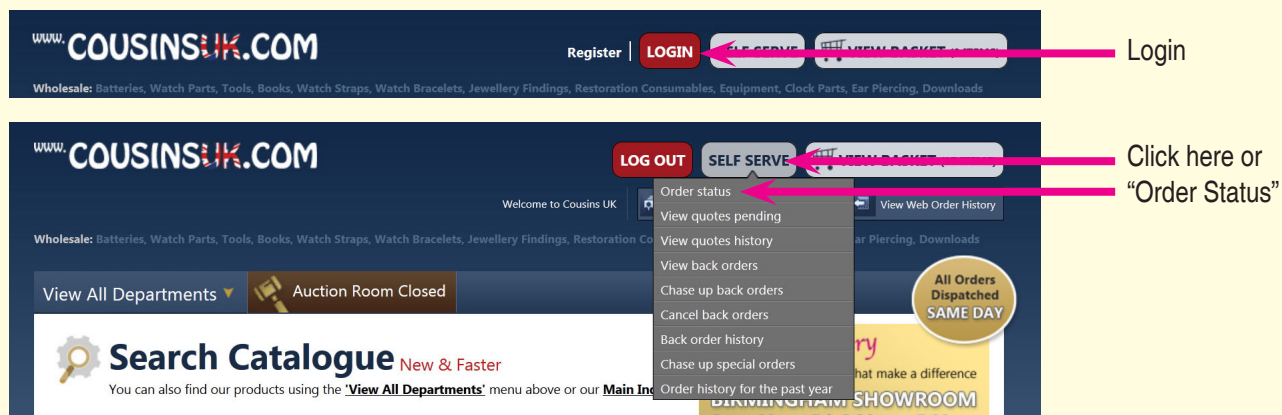 www.COUSINSUK.COM
Register | LOGIN
Login
Wholesale: Batteries, Watch Parts, Tools, Books, Watch Straps, Watch Bracelets, Jewellery Findings, Restoration Consumables, Equipment, Clock Parts, Ear Piercing, Downloads
www.COUSINSUK.COM
LOG OUT SELF SERVE
Click here or
“Order Status”
Order status
Welcome to Cousins UK
View Web Order History
View quotes pending
Wholesale: Batteries, Watch Parts, Tools, Books, Watch Straps, Watch Bracelets, Jewellery Findings, Restoration
ar Piercing, Downloads
View quotes history
View back orders
Chase up back orders
Cancel back orders
Back order history
Chase up special orders
Order history for the past year
View All Departments
Auction Room Closed
All Orders
Dispatched
SAME DAY
Search Catalogue New & Faster
You can also find our products using the 'View All Departments' menu above or our Main
hat make a difference
BIRMINGHAM SHOWROOM